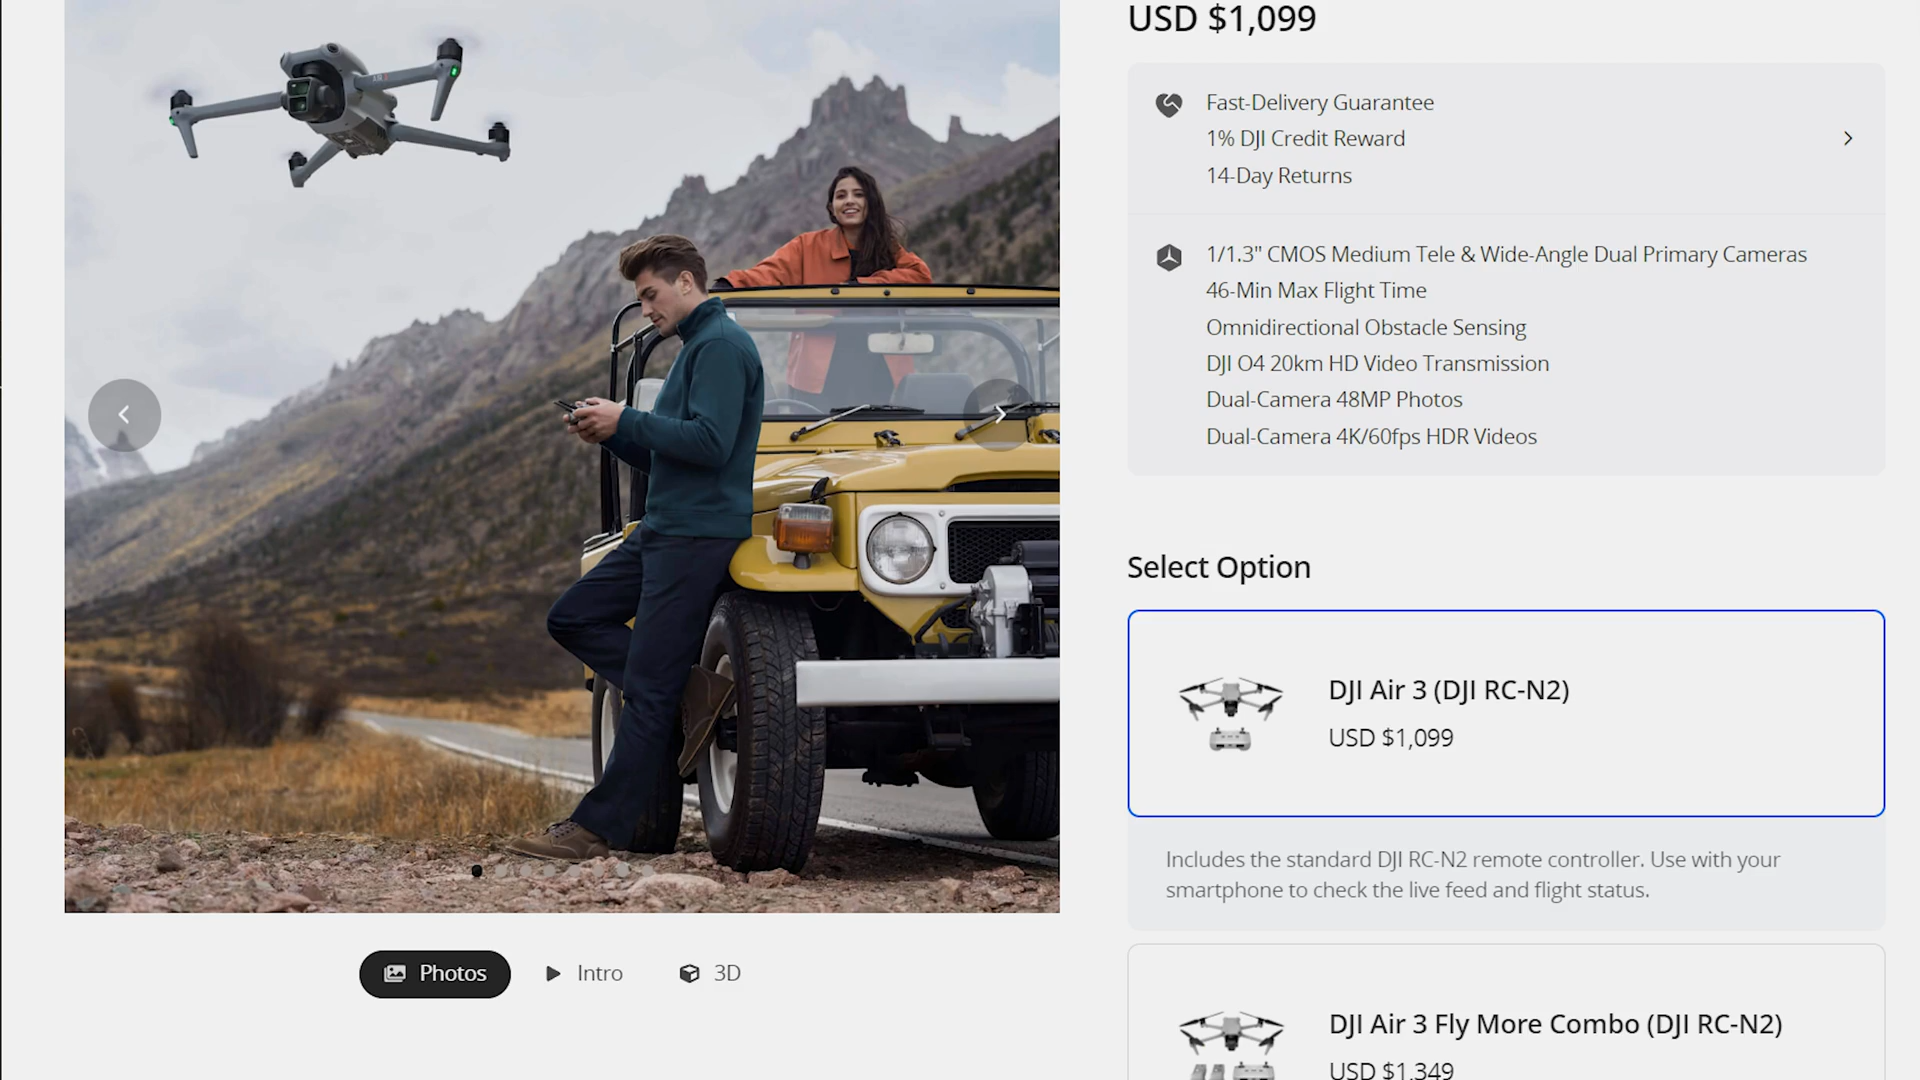 USD $1,099
Fast-Delivery Guarantee
1% DJI Credit Reward
14-Day Returns
1/1.3" CMOS Medium Tele & Wide-Angle Dual Primary Cameras
46-Min Max Flight Time
Omnidirectional Obstacle Sensing
DJI O4 20km HD Video Transmission
Dual-Camera 48MP Photos
Dual-Camera 4K/60fps HDR Videos
Select Option
DJI Air 3 (DJI RC-N2)
USD $1,099
Includes the standard DJI RC-N2 remote controller. Use with your
smartphone to check the live feed and flight status.
DJI Air 3 Fly More Combo (DJI RC-N2)
USD $1,349
Photos
Intro
3D